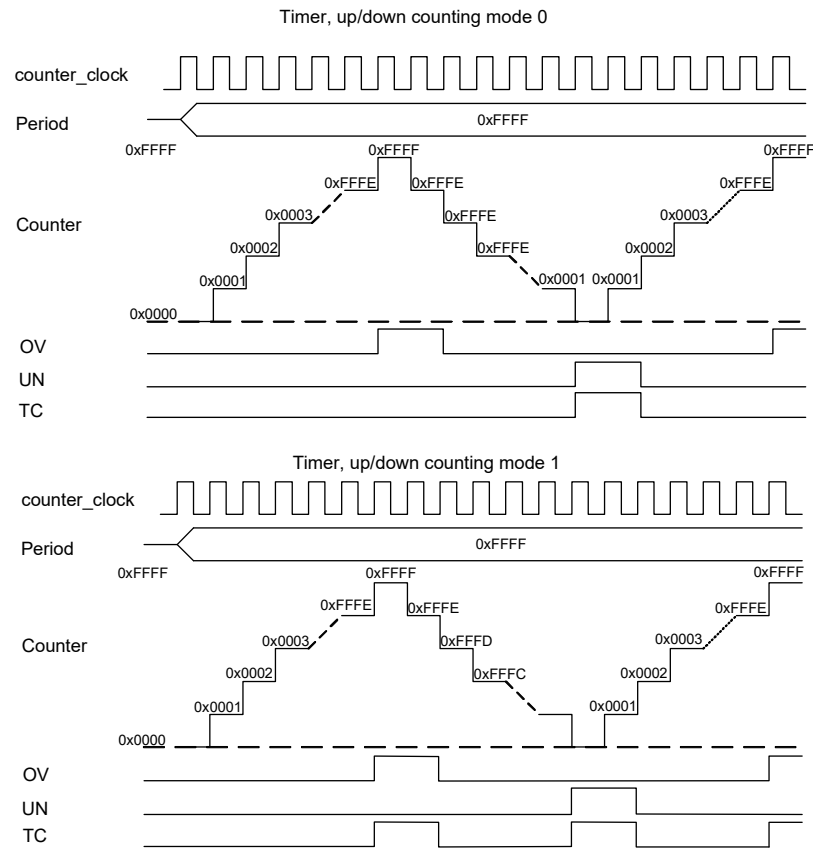 Timer, up/down counting mode 0
counter_clock
Period
0xFFFF
0xFFFF
0xFFFF
0xFFFF
0xFFFE
0xFFFE
0xFFFE
Counter
0x0003
0xFFFE
0x0003
0x0002
0xFFFE
0x0002
0x0001
0x0001
0x0001
0x0000
OV
UN
TC
Timer, up/down counting mode 1
counter_clock
Period
0xFFFF
0xFFFF
0xFFFF
0xFFFF
0xFFFE
0xFFFE
0xFFFE
Counter
0x0003
0xFFFD
0x0003
0x0002
0xFFFC
0x0002
0x0001
0x0001
0x0000
OV
UN
TC